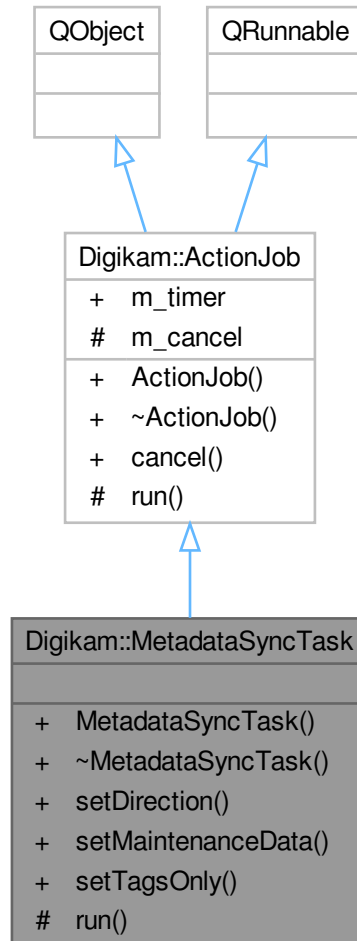 QObject
QRunnable
Digikam::ActionJob
+ m_timer
# m_cancel
+ ActionJob()
+ ~ActionJob()
+ cancel()
# run()
Digikam::MetadataSyncTask
+ MetadataSyncTask()
+ ~MetadataSyncTask()
+ setDirection()
+ setMaintenanceData()
+ setTagsOnly()
# run()